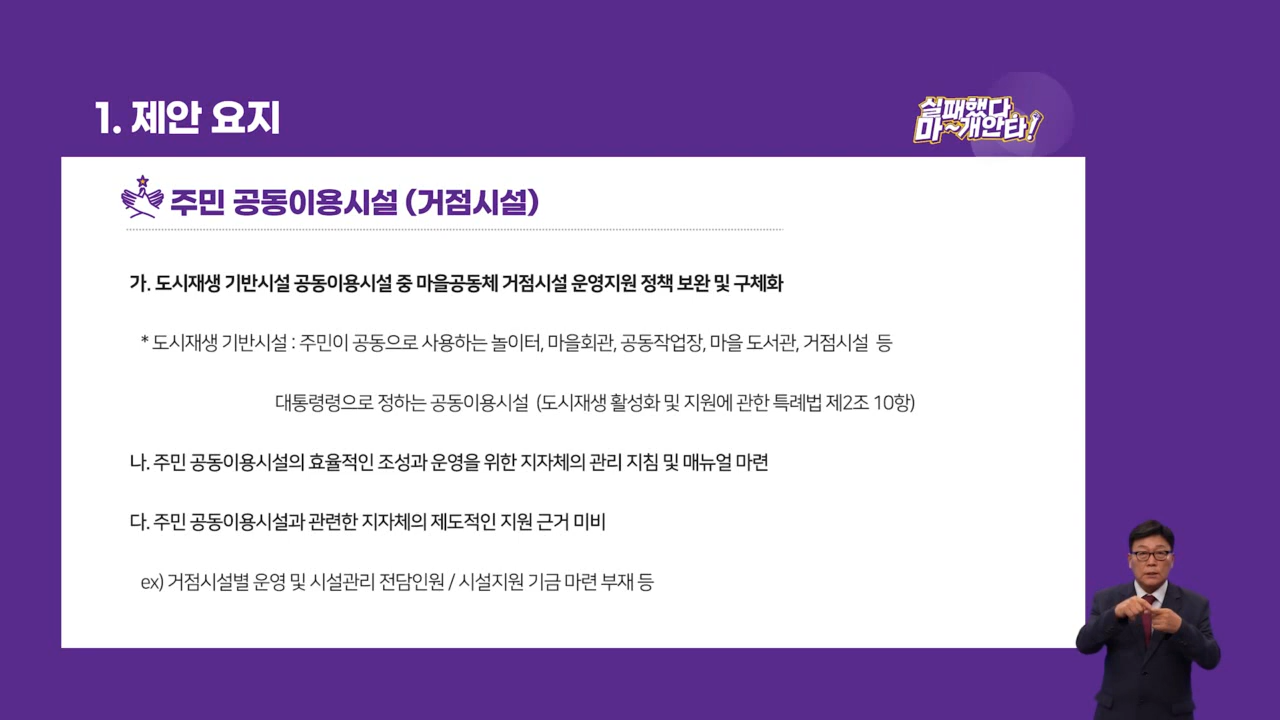 1. 제안 요지
실패했다,
마~개안타!
주민 공동이용시설 (거점시설)
가. 도시재생 기반시설 공동이용시설 중 마을공동체 거점시설 운영지원 정책 보완 및 구체화
* 도시재생 기반시설 : 주민이 공동으로 사용하는 놀이터, 마을회관, 공동작업장, 마을 도서관, 거점시설 등
대통령령으로 정하는 공동이용시설 (도시재생 활성화 및 지원에 관한 특례법 제2조 10항)
나. 주민 공동이용시설의 효율적인 조성과 운영을 위한 지자체의 관리 지침 및 매뉴얼 마련
다. 주민 공동이용시설과 관련한 지자체의 제도적인 지원 근거 미비
ex) 거점시설별 운영 및 시설관리 전담인원 / 시설지원 기금 마련 부재 등